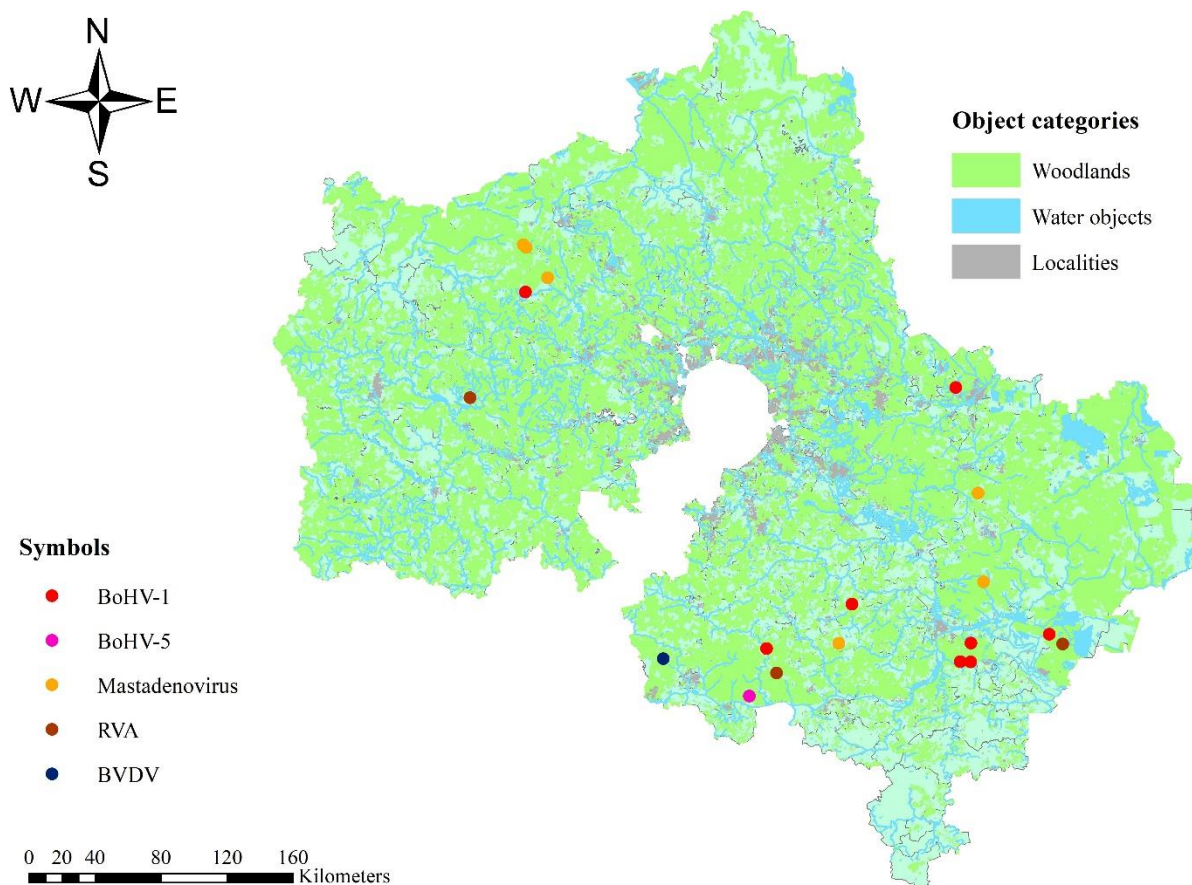 N
W E
S
Object categories
Woodlands
Water objects
Localities
Symbols
BoHV-1
BoHV-5
Mastadenovirus
RVA
BVDV
0 20 40 80 120 160
Kilometers